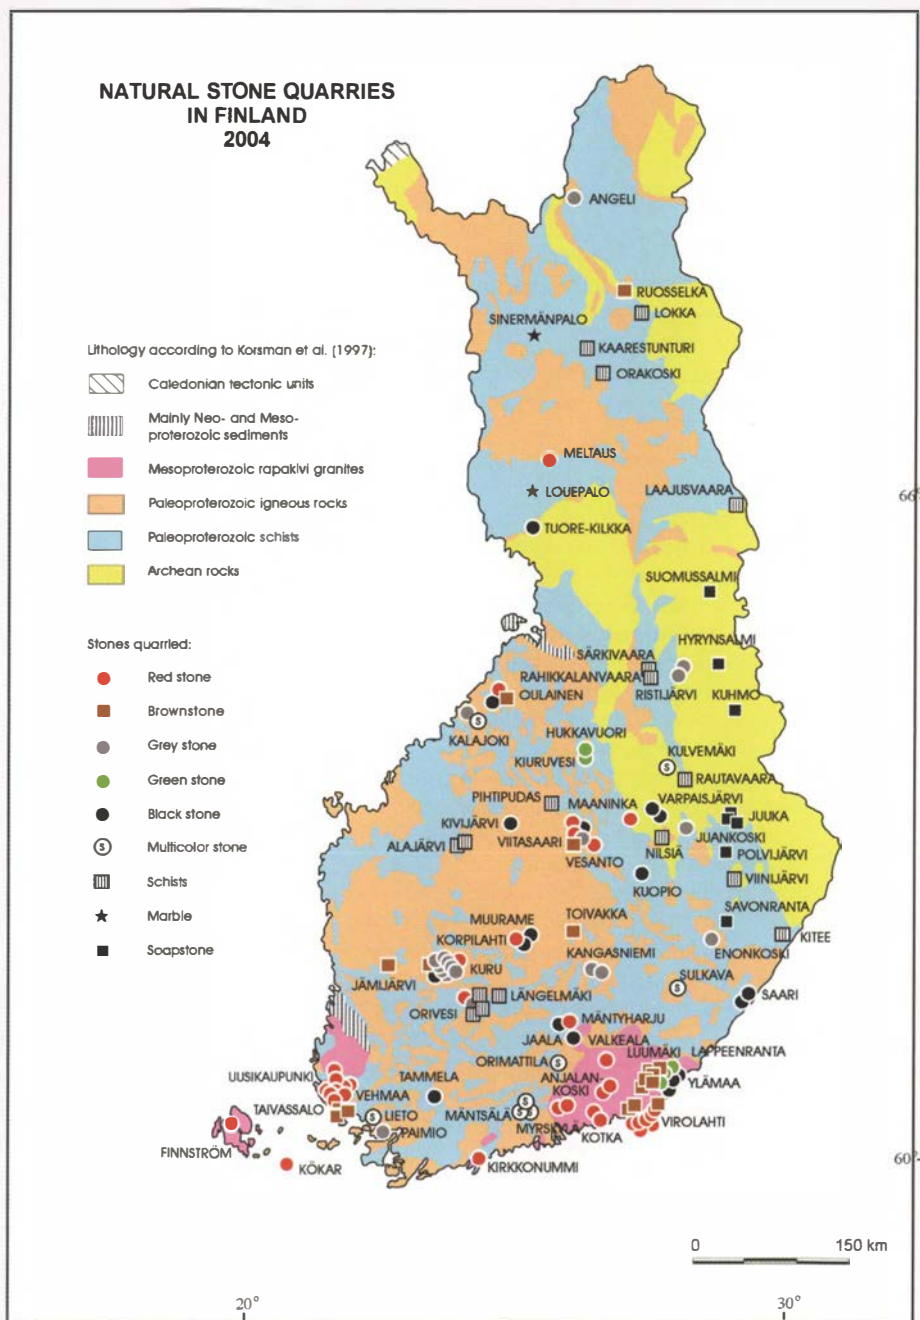 NATURAL STONE QUARRIES
IN FINLAND
2004
Lithology according to Korsman et al. (1997):
Caledonian tectonic units
Mainly Neo- and Meso-
proterozoic sediments
Mesoproterozoic rapakivi granites
Paleoproterozoic igneous rocks
Paleoproterozoic schists
Archean rocks
Stones quarried:
Red stone
Brownstone
Grey stone
Green stone
Black stone
S Multicolor stone
Schists
Marble
Soapstone
ANGELI
RUOSSELKA
LOKKA
SINERMÄNPALO
KAARESTUNTURI
ORAKOSKI
MELTAUS
LOUEPALO
LAAJUSVAARA
66°
TUORE-KILKKA
SUOMUSSALMI
HYRYNSALMI
SÄRKIVAARA
RAHIKKALANVAARA
RISTIJÄRVI
KUHMO
OULAINEN
KALAJOKI
HUKKAVUORI
KIURUVESI
KULVEMÄKI
RAUTAVAARA
PIHTIPUDAS
MAANINKA
VARPAISJÄRVI
JUUKA
KIVIJÄRVI
VIITASAARI
JUANKOSKI
ALAJÄRVI
VESANTO
NILSIÄ
POLVIJÄRVI
KUOPIO
VIINIJÄRVI
SAVONRANTA
MUURAME
TOIVAKKA
KORPILAHTI
KANGASNIEMI
ENONKOSKI
KITEE
KURU
JÄMIJÄRVI
SULKAVA
LÄNGELMÄKI
SAARI
ORIVESI
MÄNTYHARJU
JAALA
VALKEALA
ORIMATTILA
LUUMÄKI
LAPPEENRANTA
UUSIKAUPUNKI
TAMMELA
ANJALAN-
KOSKI
YLÄMAA
VEHMAA
TAIVASSALO
LIETO
MÄNTSÄLÄ
MYRSKYLÄ
VIROLAHTI
PAIMIO
KOTKA
FINNSTRÖM
KÖKAR
KIRKKONUMMI
60°
0 150 km
20° 30°